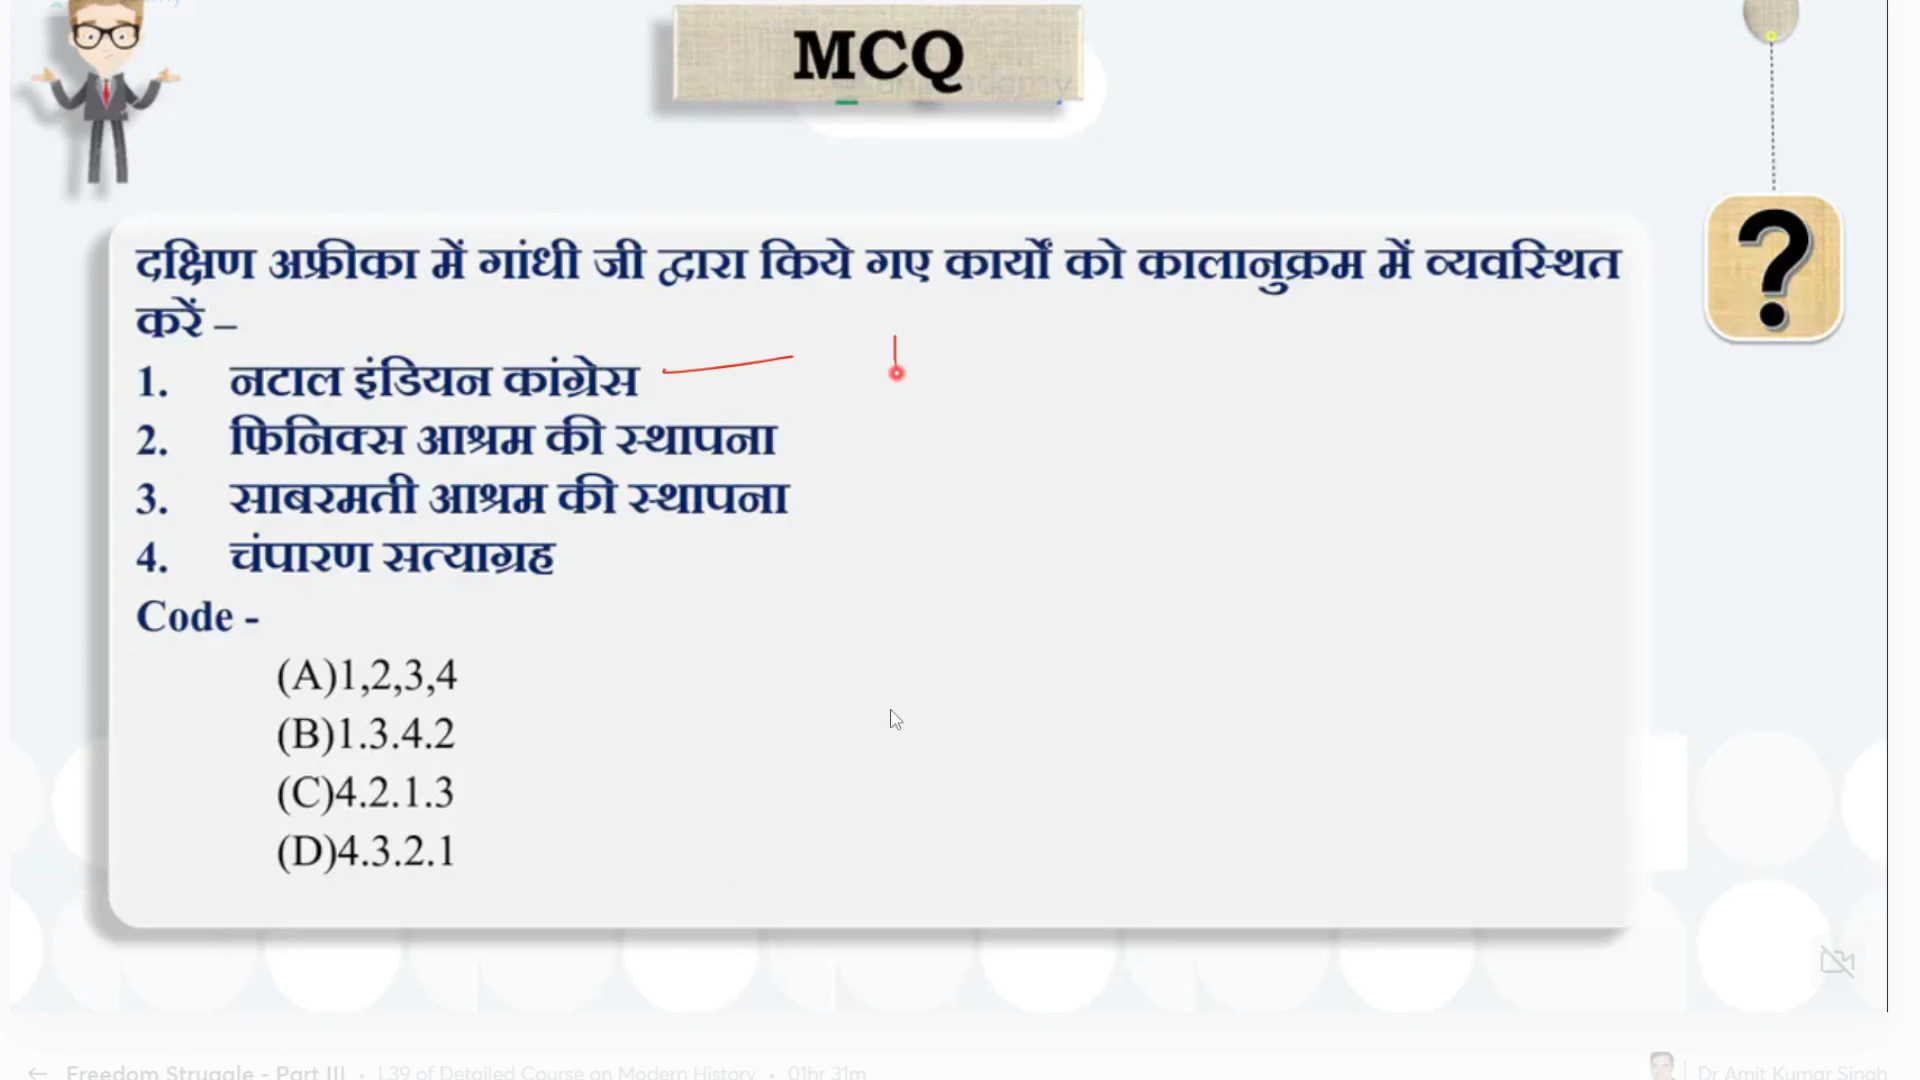 MCQ
दक्षिण अफ्रीका में गांधी जी द्वारा किये गए कार्यों को कालानुक्रम में व्यवस्थित
करें –
1. नटाल इंडियन कांग्रेस
2. फिनिक्स आश्रम की स्थापना
3. साबरमती आश्रम की स्थापना
4. चंपारण सत्याग्रह
Code -
(A)1,2,3,4
(B)1.3.4.2
(C)4.2.1.3
(D)4.3.2.1
?
← Freedom Struggle - Part III • L39 of Detailed Course on Modern History • 01hr 31m
Dr Amit Kumar Singh